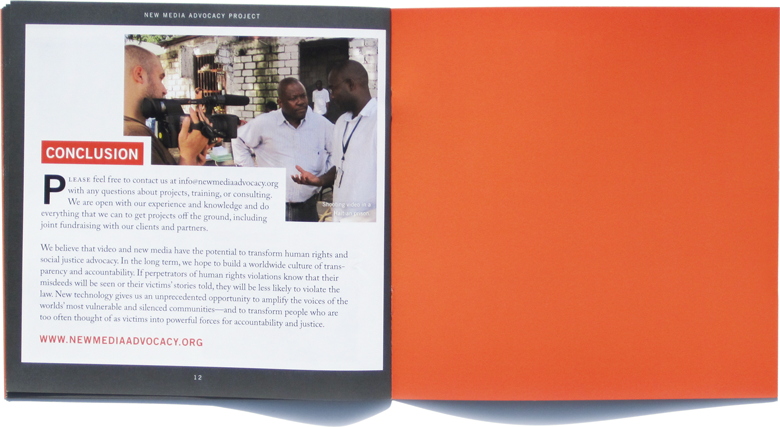 NEW MEDIA ADVOCACY PROJECT
Shooting video in a
CONCLUSION
PLEASE feel free to contact us at info@newmediaadvocacy.org
with any questions about projects, training, or consulting.
We are open with our experience and knowledge and do
everything that we can to get projects off the ground, including
joint fundraising with our clients and partners.
We believe that video and new media have the potential to transform human rights and
social justice advocacy. In the long term, we hope to build a worldwide culture of trans-
parency and accountability. If perpetrators of human rights violations know that their
misdeeds will be seen or their victims' stories told, they will be less likely to violate the
law. New technology gives us an unprecedented opportunity to amplify the voices of the
worlds' most vulnerable and silenced communities—and to transform people who are
too often thought of as victims into powerful forces for accountability and justice.
WWW.NEWMEDIAADVOCACY.ORG
12